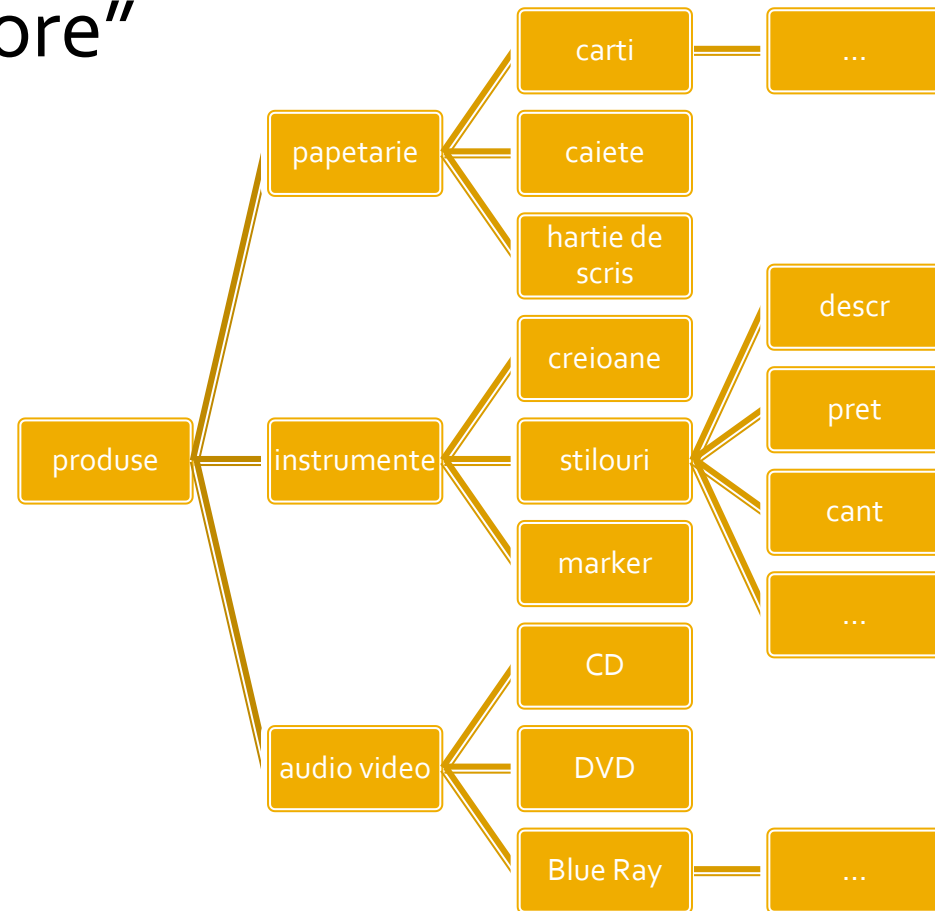 ore”
carti
...
papetarie
caiete
hartie de
scris
descr
creioane
pret
produse
instrumente
stilouri
cant
marker
...
CD
audio video
DVD
Blue Ray
...